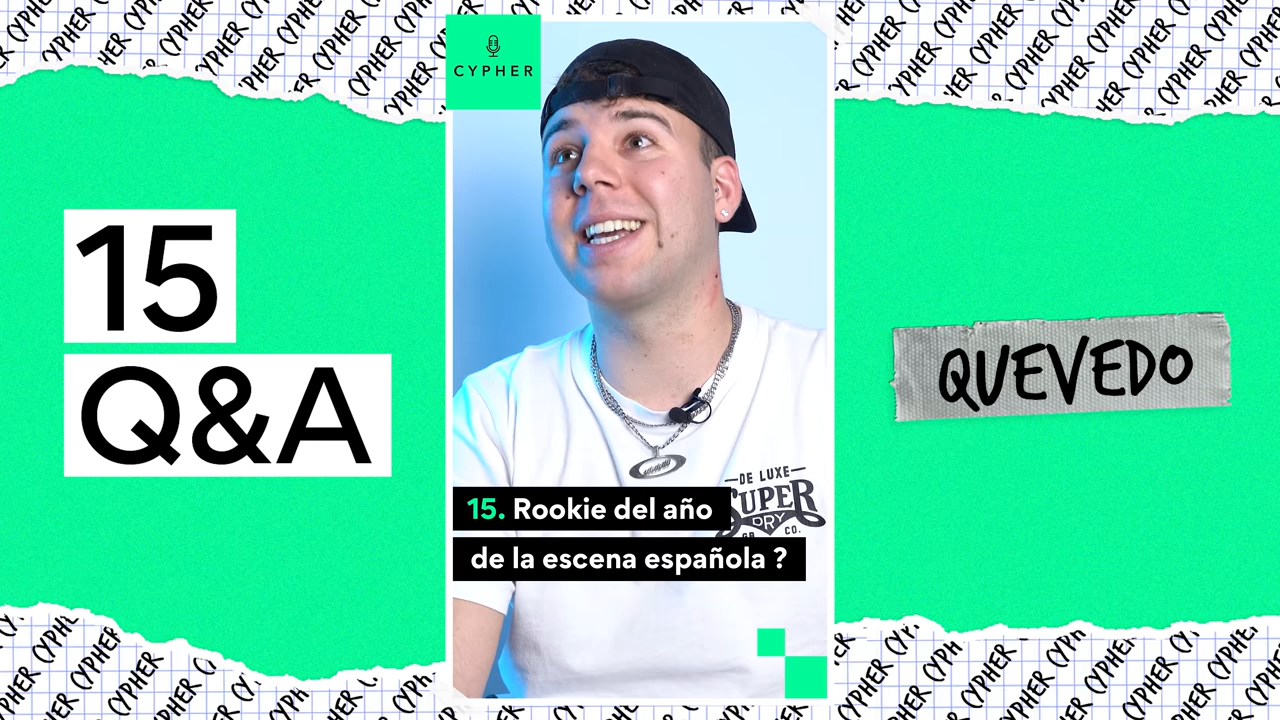 CYPHER
15
Q&A
QUEVEDO
DE LUXE
SUPER
DRY
CO.
15. Rookie del año
de la escena española ?